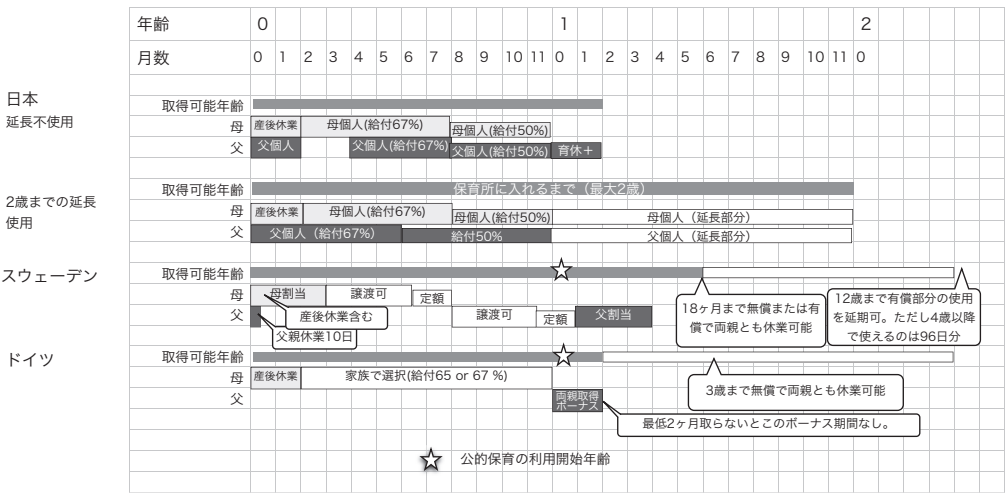 年齢 0 1 2
月数 0 1 2 3 4 5 6 7 8 9 10 11 0 1 2 3 4 5 6 7 8 9 10 11 0
日本
延長不使用
取得可能年齢
母 産後休業 母個人(給付67%) 母個人(給付50%)
父 父個人 父個人(給付67%) 父個人(給付50%) 育休＋
2歳までの延長
使用
取得可能年齢 保育所に入れるまで（最大2歳）
母 産後休業 母個人(給付67%) 母個人(給付50%) 母個人（延長部分）
父 父個人（給付67%） 給付50% 父個人（延長部分）
スウェーデン
取得可能年齢
母 母割当 譲渡可 定額
父 譲渡可 定額 父割当
産後休業含む
父親休業10日
18ヶ月まで無償または有
償で両親とも休業可能
12歳まで有償部分の使用
を延期可。ただし4歳以降
で使えるのは96日分
ドイツ
取得可能年齢
母 産後休業 家族で選択(給付65 or 67 %)
父 両親取得
ボーナス
3歳まで無償で両親とも休業可能
最低2ヶ月取らないとこのボーナス期間なし。
公的保育の利用開始年齢